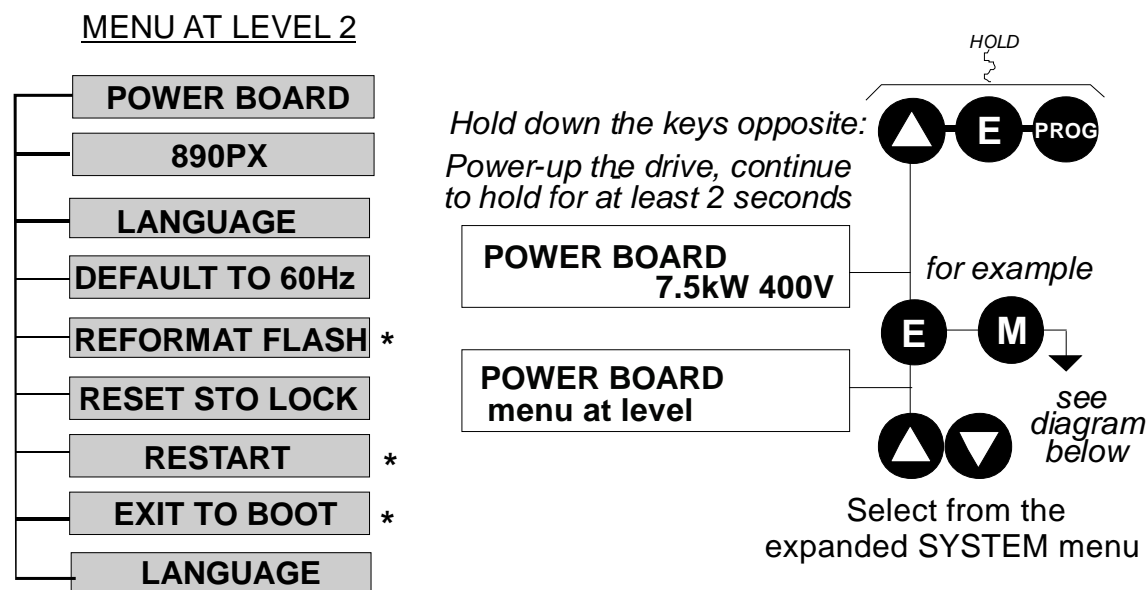 MENU AT LEVEL 2
POWER BOARD
890PX
LANGUAGE
DEFAULT TO 60Hz
REFORMAT FLASH *
RESET STO LOCK
RESTART *
EXIT TO BOOT *
LANGUAGE
HOLD
Hold down the keys opposite:
E
PROG
Power-up the drive, continue
to hold for at least 2 seconds
POWER BOARD
7.5kW 400V
for example
E
M
POWER BOARD
menu at level
see
diagram
below
Select from the
expanded SYSTEM menu